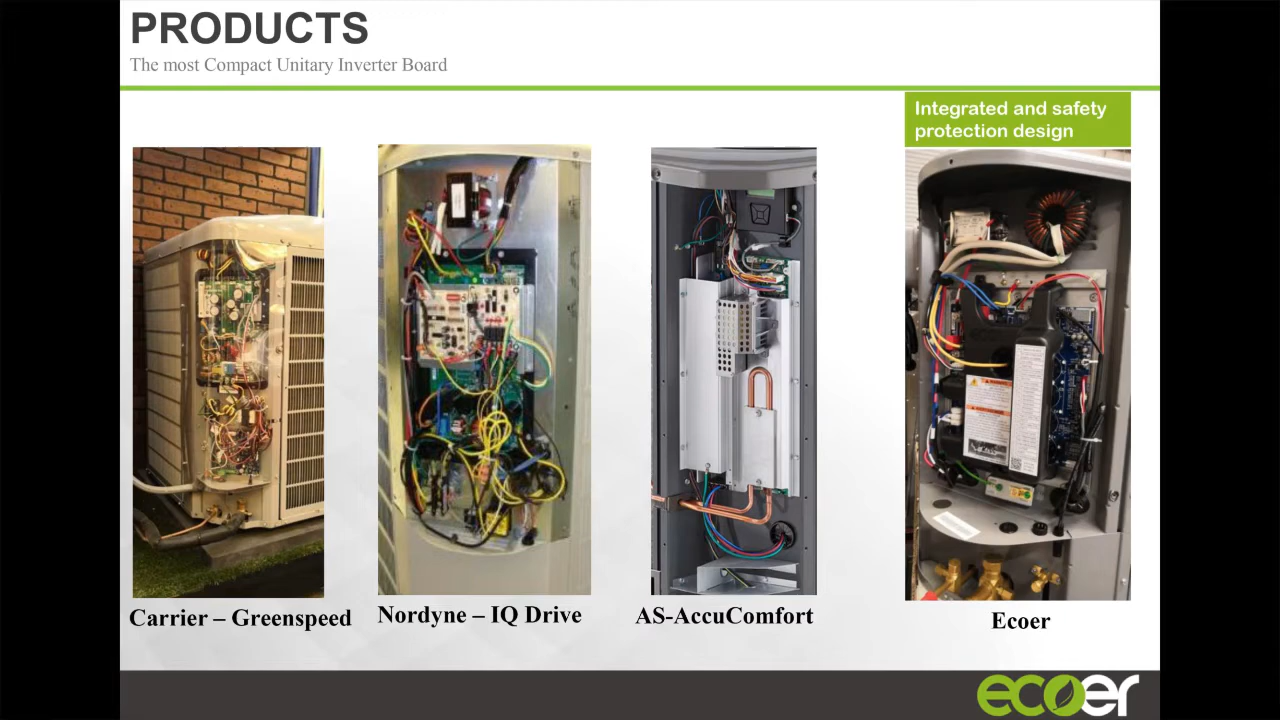 PRODUCTS
The most Compact Unitary Inverter Board
Integrated and safety
protection design
Carrier – Greenspeed
Nordyne – IQ Drive
AS-AccuComfort
Ecoer
ecoer